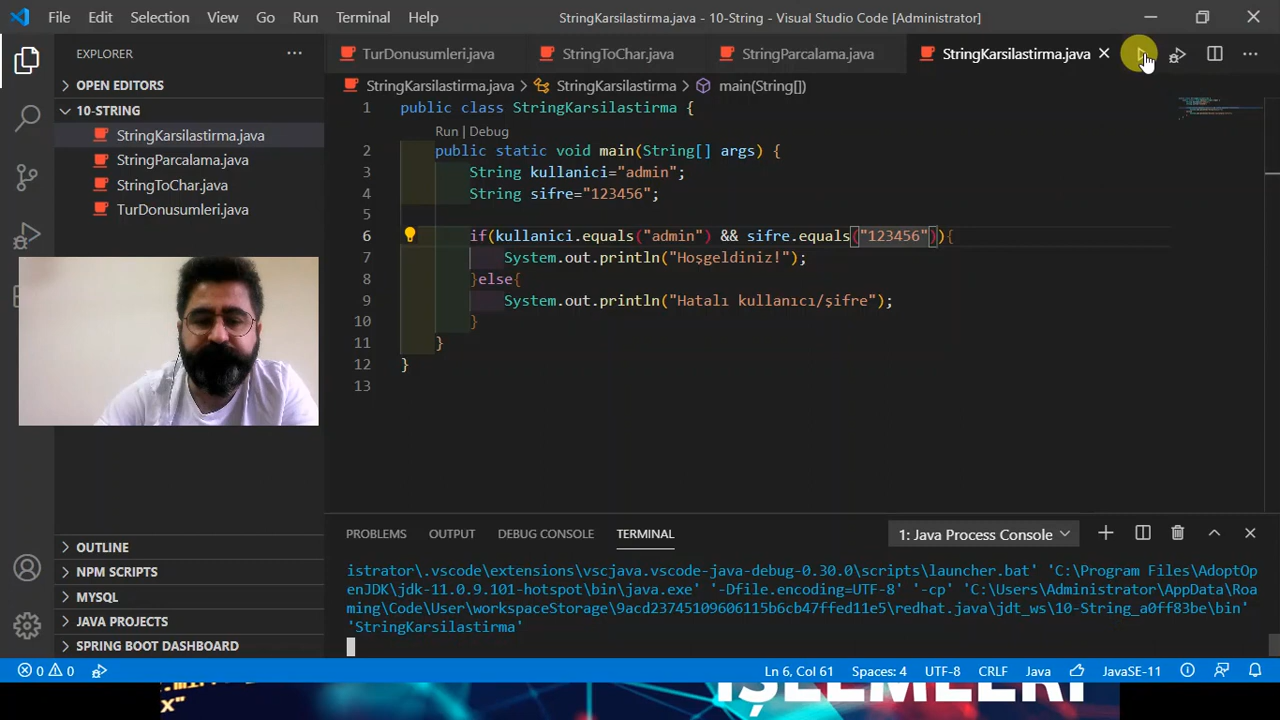 File Edit Selection View Go Run Terminal Help StringKarsilastirma.java - 10-String - Visual Studio Code [Administrator]
EXPLORER
OPEN EDITORS
10-STRING
StringKarsilastirma.java
StringParcalama.java
StringToChar.java
TurDonusumleri.java
OUTLINE
NPM SCRIPTS
MYSQL
JAVA PROJECTS
SPRING BOOT DASHBOARD
TurDonusumleri.java StringToChar.java StringParcalama.java StringKarsilastirma.java
StringKarsilastirma.java > StringKarsilastirma > main(String[])
1 public class StringKarsilastirma {
Run | Debug
2 public static void main(String[] args) {
3 String kullanici="admin";
4 String sifre="123456";
5
6 if(kullanici.equals("admin") && sifre.equals("123456")){
7 System.out.println("Hoşgeldiniz!");
8 }else{
9 System.out.println("Hatalı kullanıcı/şifre");
10 }
11 }
12 }
13
PROBLEMS OUTPUT DEBUG CONSOLE TERMINAL 1: Java Process Console
istrator\.vscode\extensions\vscjava.vscode-java-debug-0.30.0\scripts\launcher.bat' 'C:\Program Files\AdoptOp
enJDK\jdk-11.0.9.101-hotspot\bin\java.exe' '-Dfile.encoding=UTF-8' '-cp' 'C:\Users\Administrator\AppData\Roa
ming\Code\User\workspaceStorage\9acd23745109606115b6cb47ffed11e5\redhat.java\jdt_ws\10-String_a0ff83be\bin'
'StringKarsilastirma'
0 0 Ln 6, Col 61 Spaces: 4 UTF-8 CRLF Java JavaSE-11
x" İŞLEMLERİ